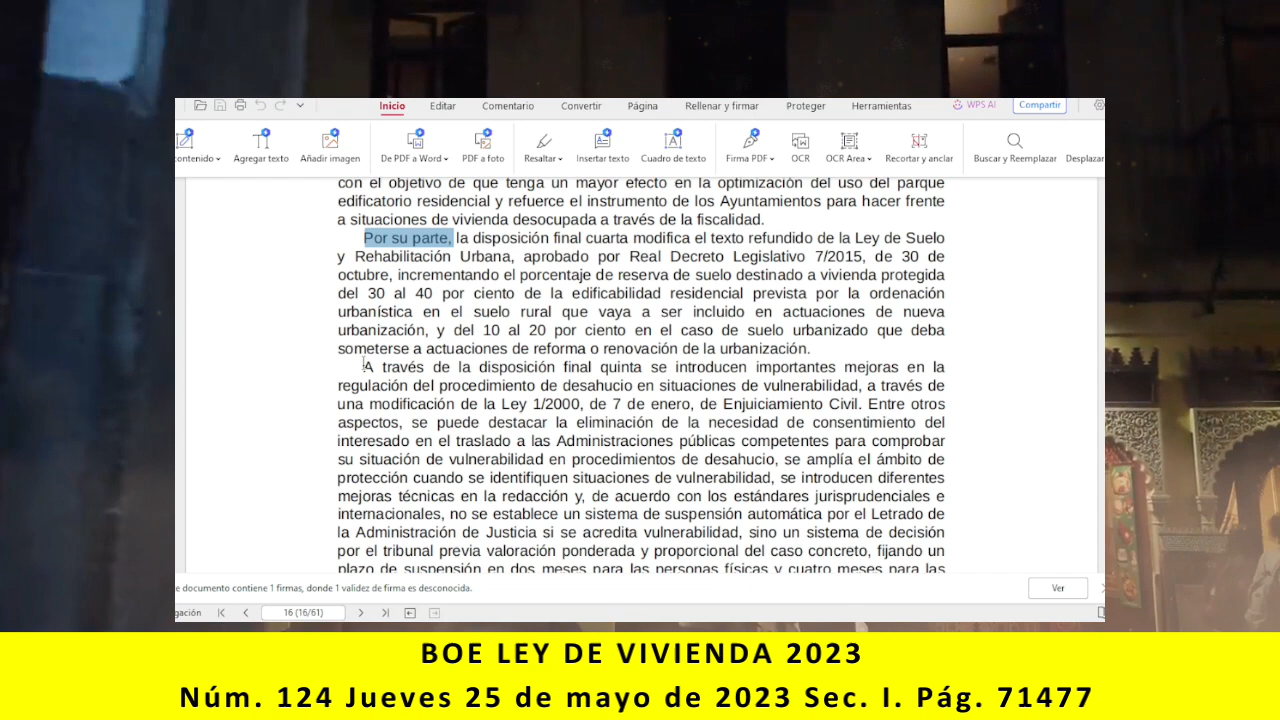 Inicio Editar Comentario Convertir Página Rellenar y firmar Proteger Herramientas WPS AI Compartir
ontenido Agregar texto Añadir imagen De PDF a Word PDF a foto Resaltar Insertar texto Cuadro de texto Firma PDF OCR OCR Area Recortar y anclar Buscar y Reemplazar Desplazar
con el objetivo de que tenga un mayor efecto en la optimización del uso del parque
edificatorio residencial y refuerce el instrumento de los Ayuntamientos para hacer frente
a situaciones de vivienda desocupada a través de la fiscalidad.
Por su parte, la disposición final cuarta modifica el texto refundido de la Ley de Suelo
y Rehabilitación Urbana, aprobado por Real Decreto Legislativo 7/2015, de 30 de
octubre, incrementando el porcentaje de reserva de suelo destinado a vivienda protegida
del 30 al 40 por ciento de la edificabilidad residencial prevista por la ordenación
urbanística en el suelo rural que vaya a ser incluido en actuaciones de nueva
urbanización, y del 10 al 20 por ciento en el caso de suelo urbanizado que deba
someterse a actuaciones de reforma o renovación de la urbanización.
A través de la disposición final quinta se introducen importantes mejoras en la
regulación del procedimiento de desahucio en situaciones de vulnerabilidad, a través de
una modificación de la Ley 1/2000, de 7 de enero, de Enjuiciamiento Civil. Entre otros
aspectos, se puede destacar la eliminación de la necesidad de consentimiento del
interesado en el traslado a las Administraciones públicas competentes para comprobar
su situación de vulnerabilidad en procedimientos de desahucio, se amplía el ámbito de
protección cuando se identifiquen situaciones de vulnerabilidad, se introducen diferentes
mejoras técnicas en la redacción y, de acuerdo con los estándares jurisprudenciales e
internacionales, no se establece un sistema de suspensión automática por el Letrado de
la Administración de Justicia si se acredita vulnerabilidad, sino un sistema de decisión
por el tribunal previa valoración ponderada y proporcional del caso concreto, fijando un
plazo de suspensión en dos meses para las personas físicas y cuatro meses para las
e documento contiene 1 firmas, donde 1 validez de firma es desconocida. Ver
gación 16 (16/61)
BOE LEY DE VIVIENDA 2023
Núm. 124 Jueves 25 de mayo de 2023 Sec. I. Pág. 71477